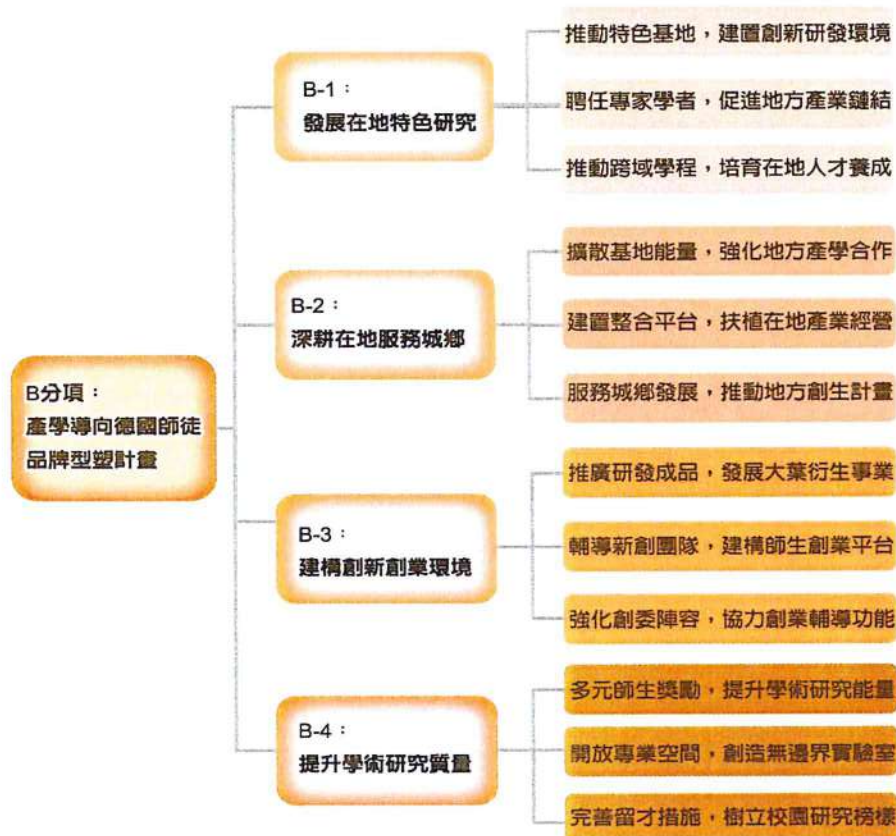 B分項：
產學導向德國師徒
品牌型塑計畫
B-1：
發展在地特色研究
推動特色基地，建置創新研發環境
聘任專家學者，促進地方產業鏈結
推動跨域學程，培育在地人才養成
B-2：
深耕在地服務城鄉
擴散基地能量，強化地方產學合作
建置整合平台，扶植在地產業經營
服務城鄉發展，推動地方創生計畫
B-3：
建構創新創業環境
推廣研發成品，發展大葉衍生事業
輔導新創團隊，建構師生創業平台
強化創委陣容，協力創業輔導功能
B-4：
提升學術研究質量
多元師生獎勵，提升學術研究能量
開放專業空間，創造無邊界實驗室
完善留才措施，樹立校園研究榜樣